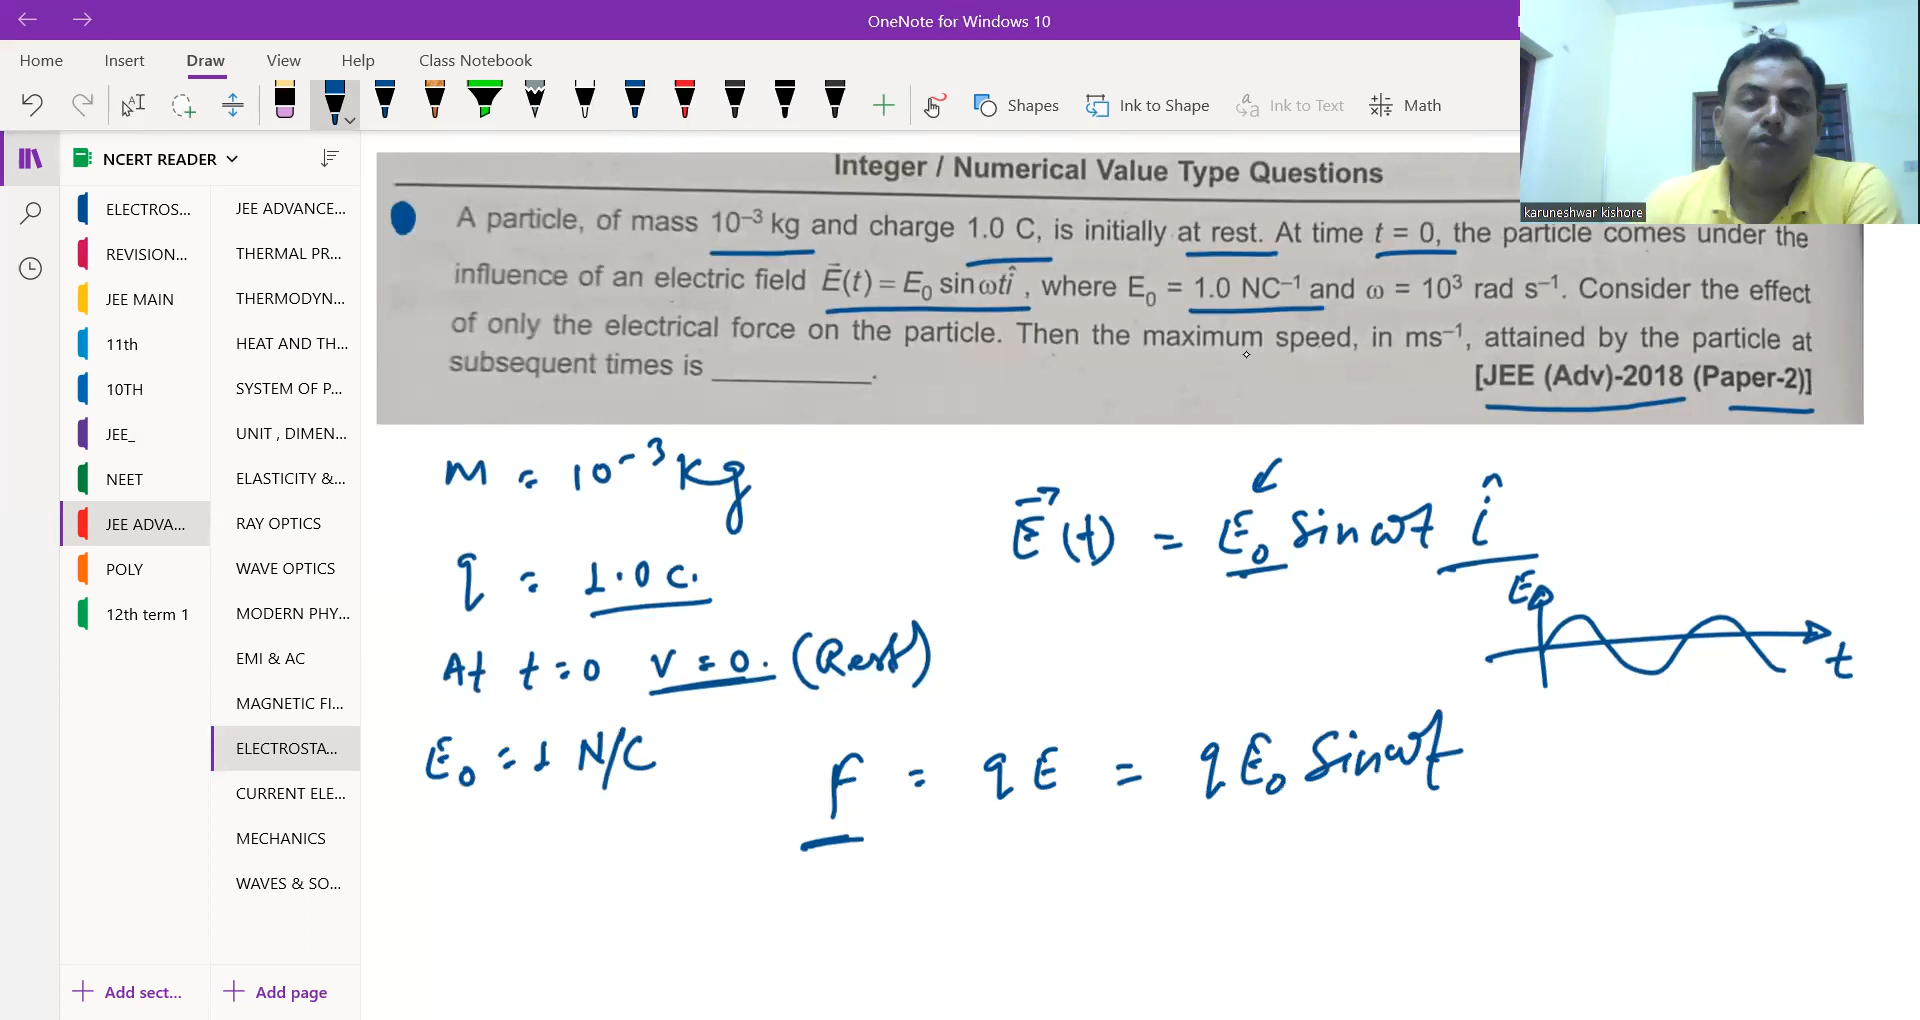 OneNote for Windows 10
Home Insert Draw View Help Class Notebook
Shapes Ink to Shape Ink to Text Math
NCERT READER
ELECTROS...
REVISION...
JEE MAIN
11th
10TH
JEE_
NEET
JEE ADVA...
POLY
12th term 1
Add sect...
JEE ADVANCE...
THERMAL PR...
THERMODYN...
HEAT AND TH...
SYSTEM OF P...
UNIT , DIMEN...
ELASTICITY &...
RAY OPTICS
WAVE OPTICS
MODERN PHY...
EMI & AC
MAGNETIC FI...
ELECTROSTA...
CURRENT ELE...
MECHANICS
WAVES & SO...
Add page
karuneshwar kishore
Integer / Numerical Value Type Questions
A particle, of mass 10⁻³ kg and charge 1.0 C, is initially at rest. At time t = 0, the particle comes under the
influence of an electric field E⃗(t) = E₀ sinωt î , where E₀ = 1.0 NC⁻¹ and ω = 10³ rad s⁻¹. Consider the effect
of only the electrical force on the particle. Then the maximum speed, in ms⁻¹, attained by the particle at
subsequent times is ________.
[JEE (Adv)-2018 (Paper-2)]
M = 10⁻³ Kg
q = 1.0 C.
At t = 0 V = 0. (Rest)
E₀ = 1 N/C
E⃗(t) = E₀ Sin ωt î
E₀
t
F = qE = qE₀ Sin ωt